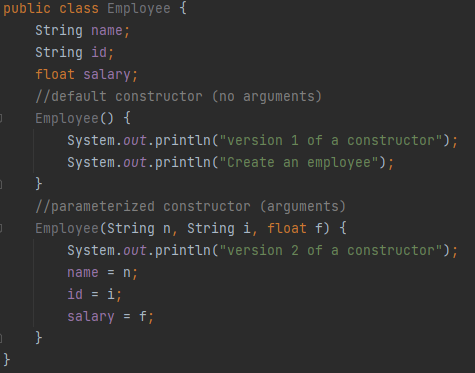 public class Employee {
    String name;
    String id;
    float salary;
    //default constructor (no arguments)
    Employee() {
        System.out.println("version 1 of a constructor");
        System.out.println("Create an employee");
    }
    //parameterized constructor (arguments)
    Employee(String n, String i, float f) {
        System.out.println("version 2 of a constructor");
        name = n;
        id = i;
        salary = f;
    }
}